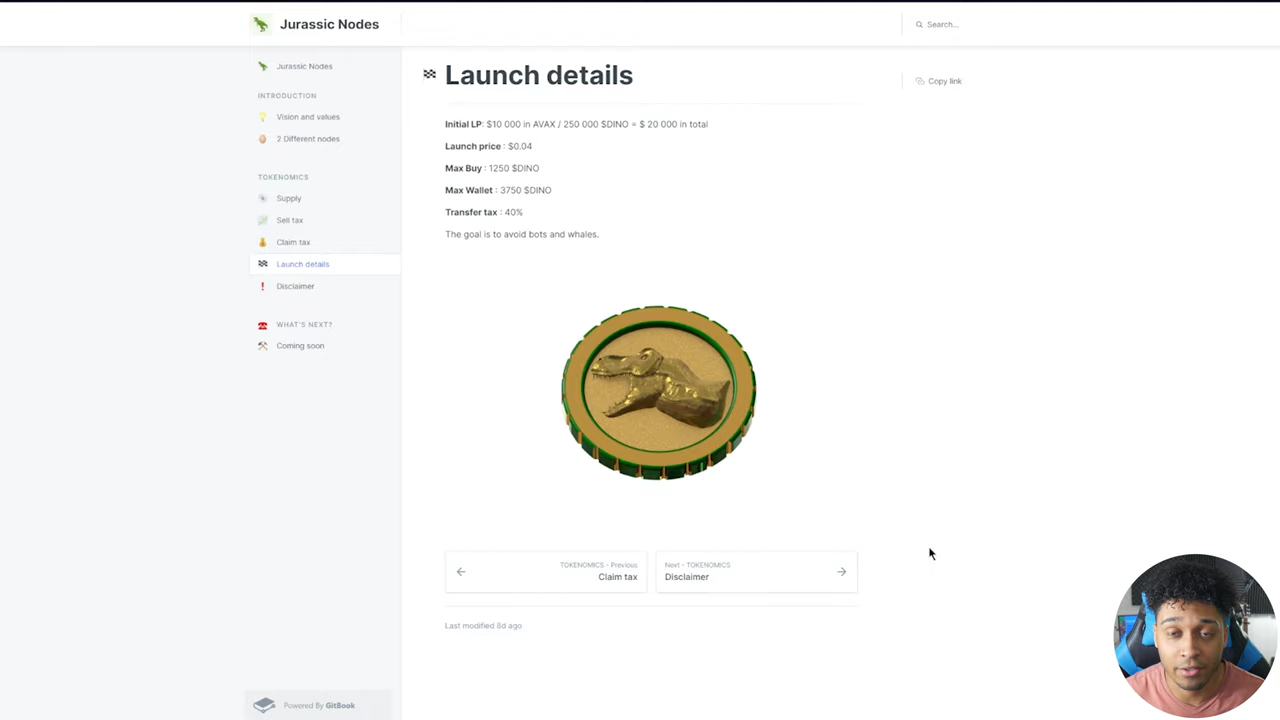 Jurassic Nodes
Search...
Jurassic Nodes
INTRODUCTION
Vision and values
2 Different nodes
TOKENOMICS
Supply
Sell tax
Claim tax
Launch details
Disclaimer
WHAT'S NEXT?
Coming soon
Powered By GitBook
Launch details
Copy link
Initial LP: $10 000 in AVAX / 250 000 $DINO = $ 20 000 in total
Launch price : $0.04
Max Buy : 1250 $DINO
Max Wallet : 3750 $DINO
Transfer tax : 40%
The goal is to avoid bots and whales.
TOKENOMICS - Previous
Claim tax
Next - TOKENOMICS
Disclaimer
Last modified 8d ago